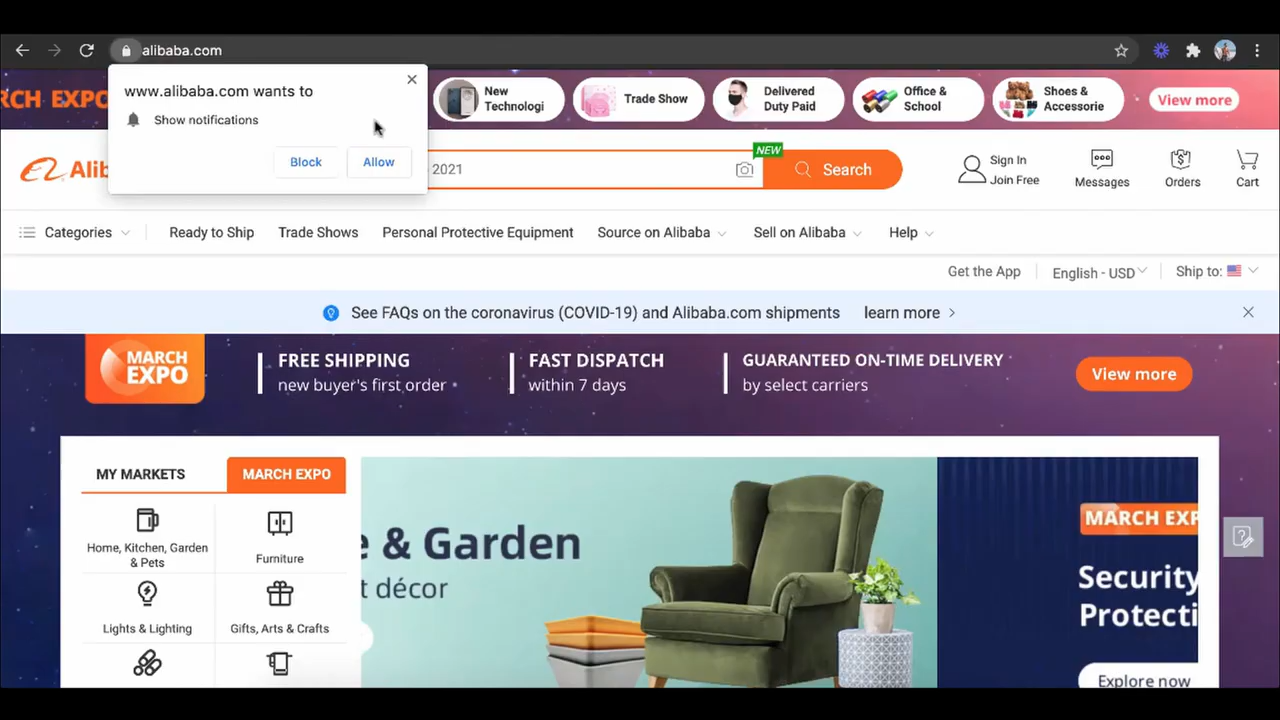 alibaba.com
www.alibaba.com wants to
Show notifications
Block
Allow
RCH EXPO
New
Technologi
Trade Show
Delivered
Duty Paid
Office &
School
Shoes &
Accessorie
View more
Alib
2021
NEW
Search
Sign In
Join Free
Messages
Orders
Cart
Categories
Ready to Ship
Trade Shows
Personal Protective Equipment
Source on Alibaba
Sell on Alibaba
Help
Get the App
English - USD
Ship to:
See FAQs on the coronavirus (COVID-19) and Alibaba.com shipments
learn more
MARCH
EXPO
FREE SHIPPING
new buyer's first order
FAST DISPATCH
within 7 days
GUARANTEED ON-TIME DELIVERY
by select carriers
View more
MY MARKETS
MARCH EXPO
Home, Kitchen, Garden
& Pets
Furniture
Lights & Lighting
Gifts, Arts & Crafts
e & Garden
t décor
MARCH EXP
Security
Protecti
Explore now